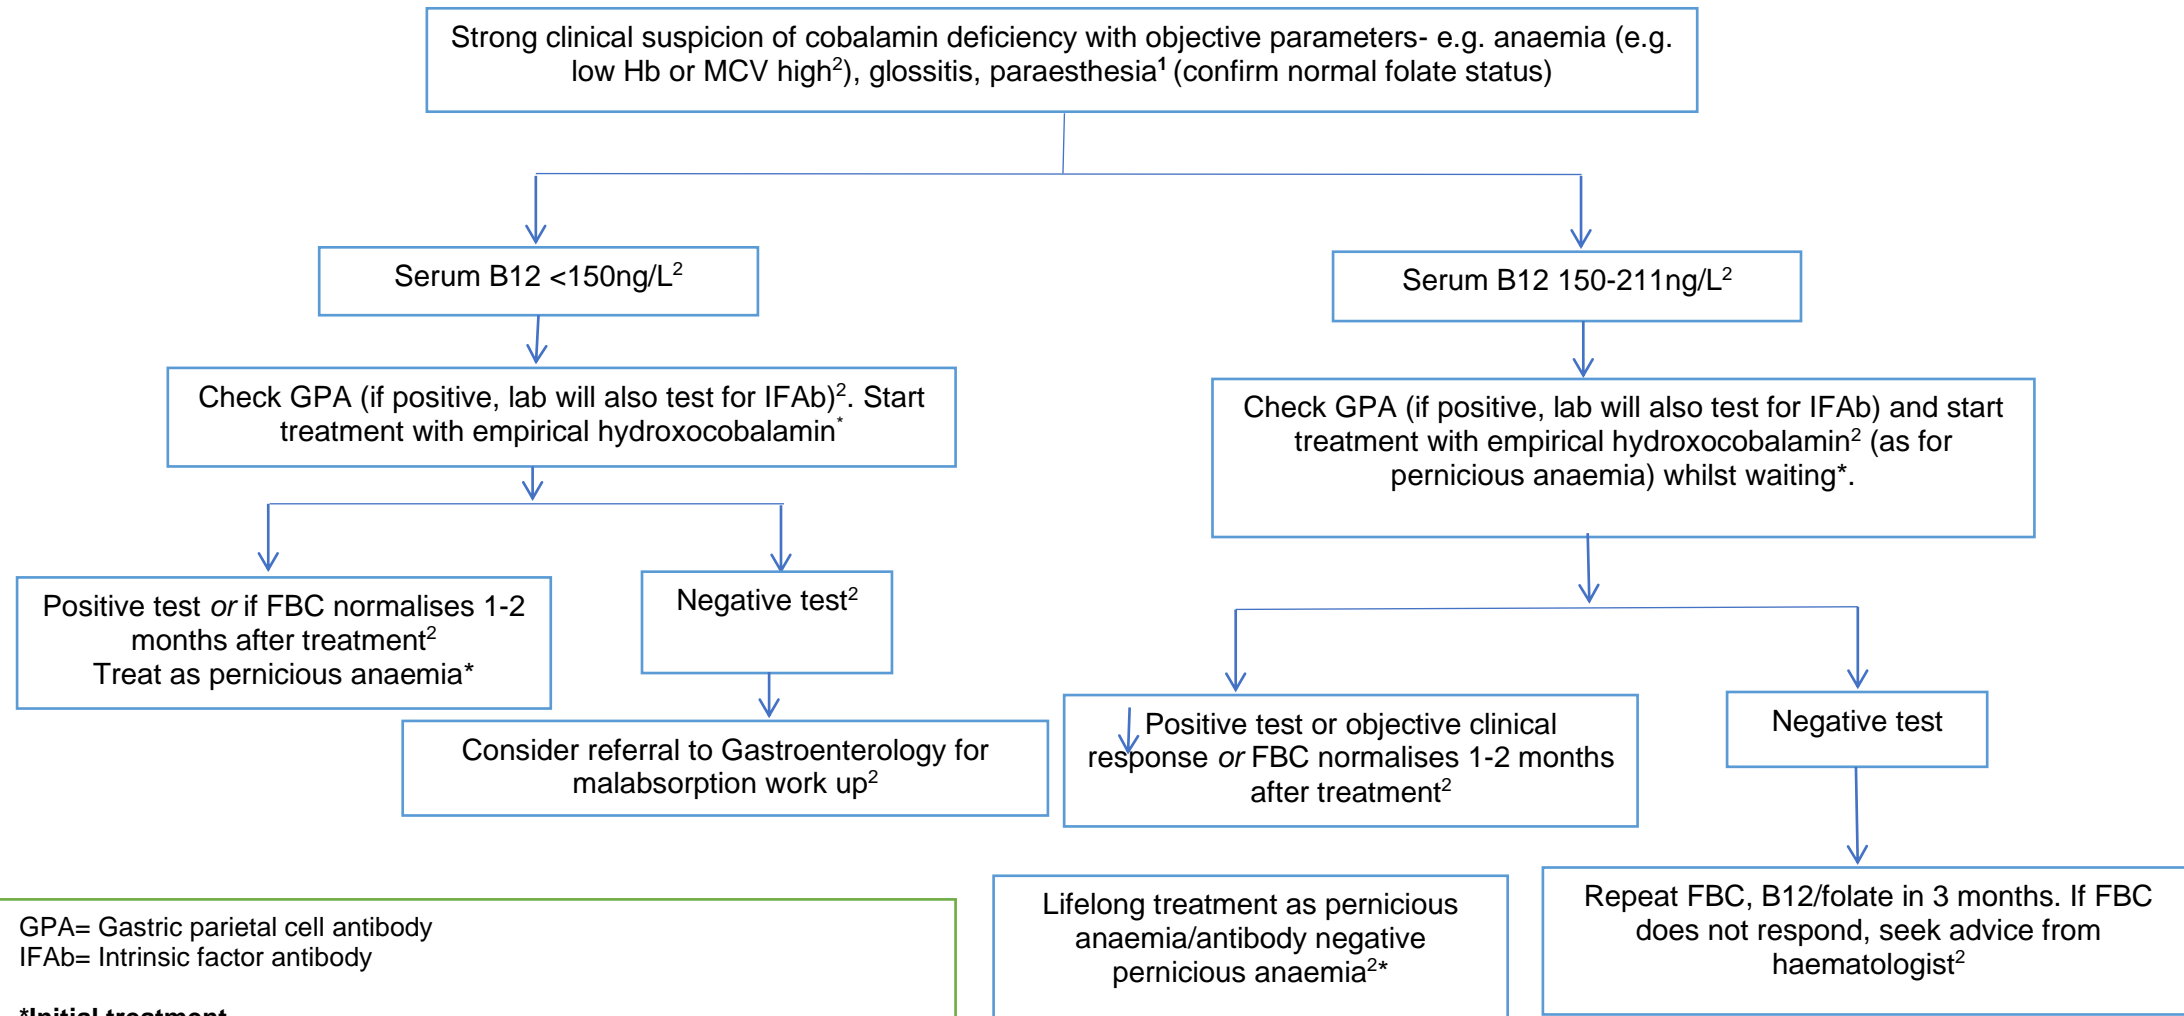 Strong clinical suspicion of cobalamin deficiency with objective parameters- e.g. anaemia (e.g.
low Hb or MCV high²), glossitis, paraesthesia¹ (confirm normal folate status)
Serum B12 <150ng/L²
Serum B12 150-211ng/L²
Check GPA (if positive, lab will also test for IFAb)². Start
treatment with empirical hydroxocobalamin*
Check GPA (if positive, lab will also test for IFAb) and start
treatment with empirical hydroxocobalamin² (as for
pernicious anaemia) whilst waiting*.
Positive test or if FBC normalises 1-2
months after treatment²
Treat as pernicious anaemia*
Negative test²
Consider referral to Gastroenterology for
malabsorption work up²
Positive test or objective clinical
response or FBC normalises 1-2 months
after treatment²
Negative test
Lifelong treatment as pernicious
anaemia/antibody negative
pernicious anaemia²*
Repeat FBC, B12/folate in 3 months. If FBC
does not respond, seek advice from
haematologist²
GPA= Gastric parietal cell antibody
IFAb= Intrinsic factor antibody
*Initial treatment